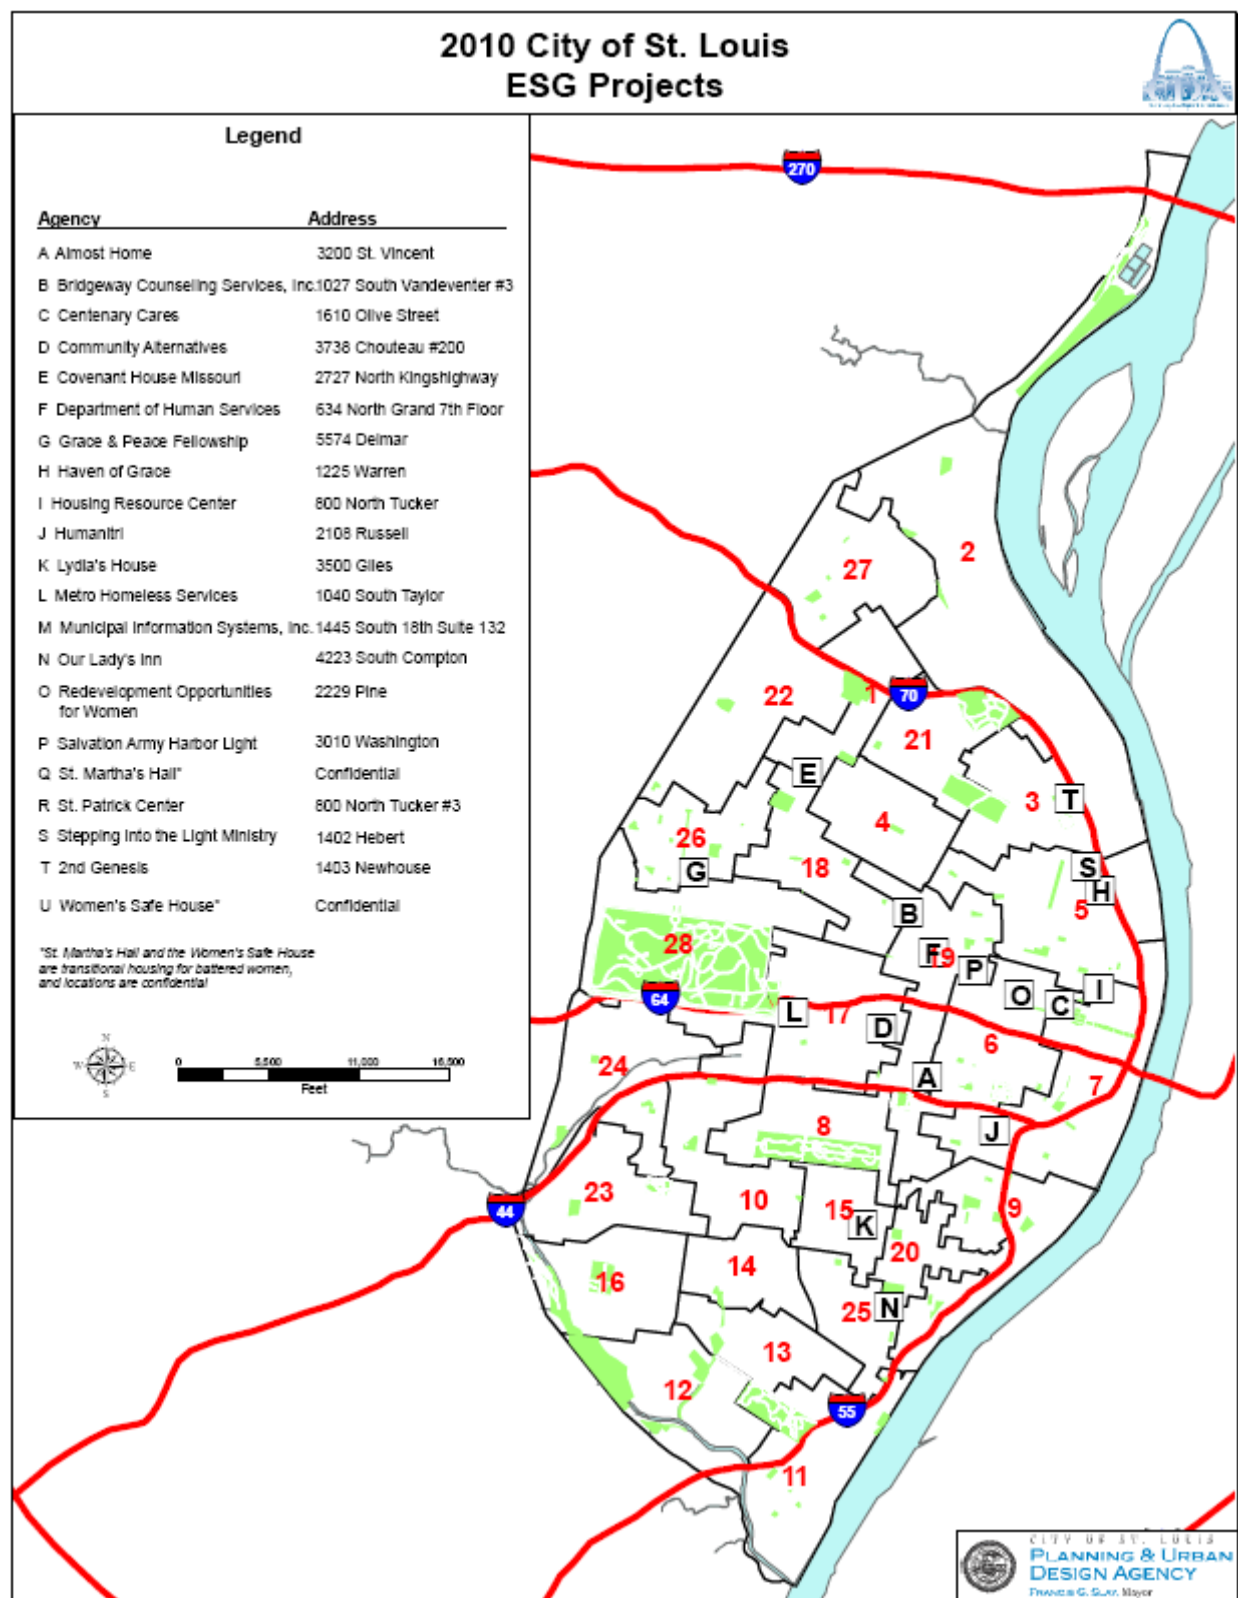 2010 City of St. Louis
ESG Projects
Legend
Agency Address
A Almost Home 3200 St. Vincent
B Bridgeway Counseling Services, Inc. 1027 South Vandeventer #3
C Centenary Cares 1610 Olive Street
D Community Alternatives 3738 Chouteau #200
E Covenant House Missouri 2727 North Kingshighway
F Department of Human Services 634 North Grand 7th Floor
G Grace & Peace Fellowship 5574 Delmar
H Haven of Grace 1225 Warren
I Housing Resource Center 800 North Tucker
J Humanitri 2108 Russell
K Lydia's House 3500 Giles
L Metro Homeless Services 1040 South Taylor
M Municipal Information Systems, Inc. 1445 South 18th Suite 132
N Our Lady's Inn 4223 South Compton
O Redevelopment Opportunities 2229 Pine
for Women
P Salvation Army Harbor Light 3010 Washington
Q St. Martha's Hall* Confidential
R St. Patrick Center 800 North Tucker #3
S Stepping Into the Light Ministry 1402 Hebert
T 2nd Genesis 1403 Newhouse
U Women's Safe House* Confidential
*St. Martha's Hall and the Women's Safe House
are transitional housing for battered women,
and locations are confidential
N
W E
S
0 5,500 11,000 16,500
Feet
270
2
27
22
1
70
21
E
3
T
4
26
18
G
S
H
5
B
28
F
19
P
64
O
C
I
L
17
D
6
24
A
7
8
J
23
10
15
K
9
44
20
14
16
25
N
13
12
55
11
CITY OF ST. LOUIS
PLANNING & URBAN
DESIGN AGENCY
FRANCIS G. SLAY, Mayor